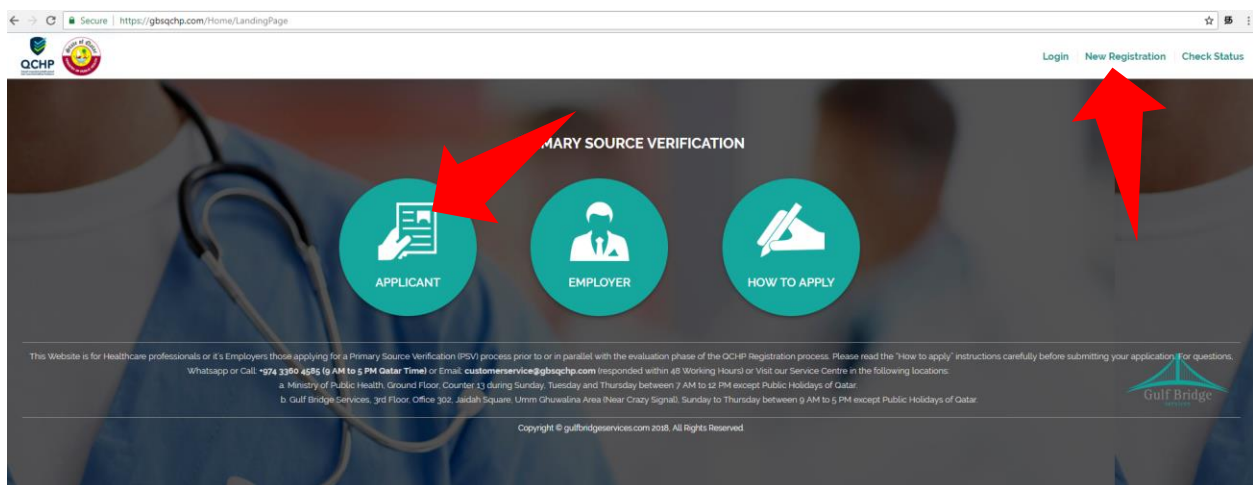 Secure | https://gbsqchp.com/Home/LandingPage
QCHP
Login New Registration Check Status
MARY SOURCE VERIFICATION
APPLICANT
EMPLOYER
HOW TO APPLY
This Website is for Healthcare professionals or it's Employers those applying for a Primary Source Verification (PSV) process prior to or in parallel with the evaluation phase of the QCHP Registration process. Please read the "How to apply" instructions carefully before submitting your application. For questions,
Whatsapp or Call: +974 3360 4585 (9 AM to 5 PM Qatar Time) or Email: customerservice@gbsqchp.com (responded within 48 Working Hours) or Visit our Service Centre in the following locations:
a. Ministry of Public Health, Ground Floor, Counter 13 during Sunday, Tuesday and Thursday between 7 AM to 12 PM except Public Holidays of Qatar.
b. Gulf Bridge Services, 3rd Floor, Office 302, Jaidah Square, Umm Ghuwalina Area (Near Crazy Signal), Sunday to Thursday between 9 AM to 5 PM except Public Holidays of Qatar.
Gulf Bridge
Copyright © gulfbridgeservices.com 2018, All Rights Reserved.